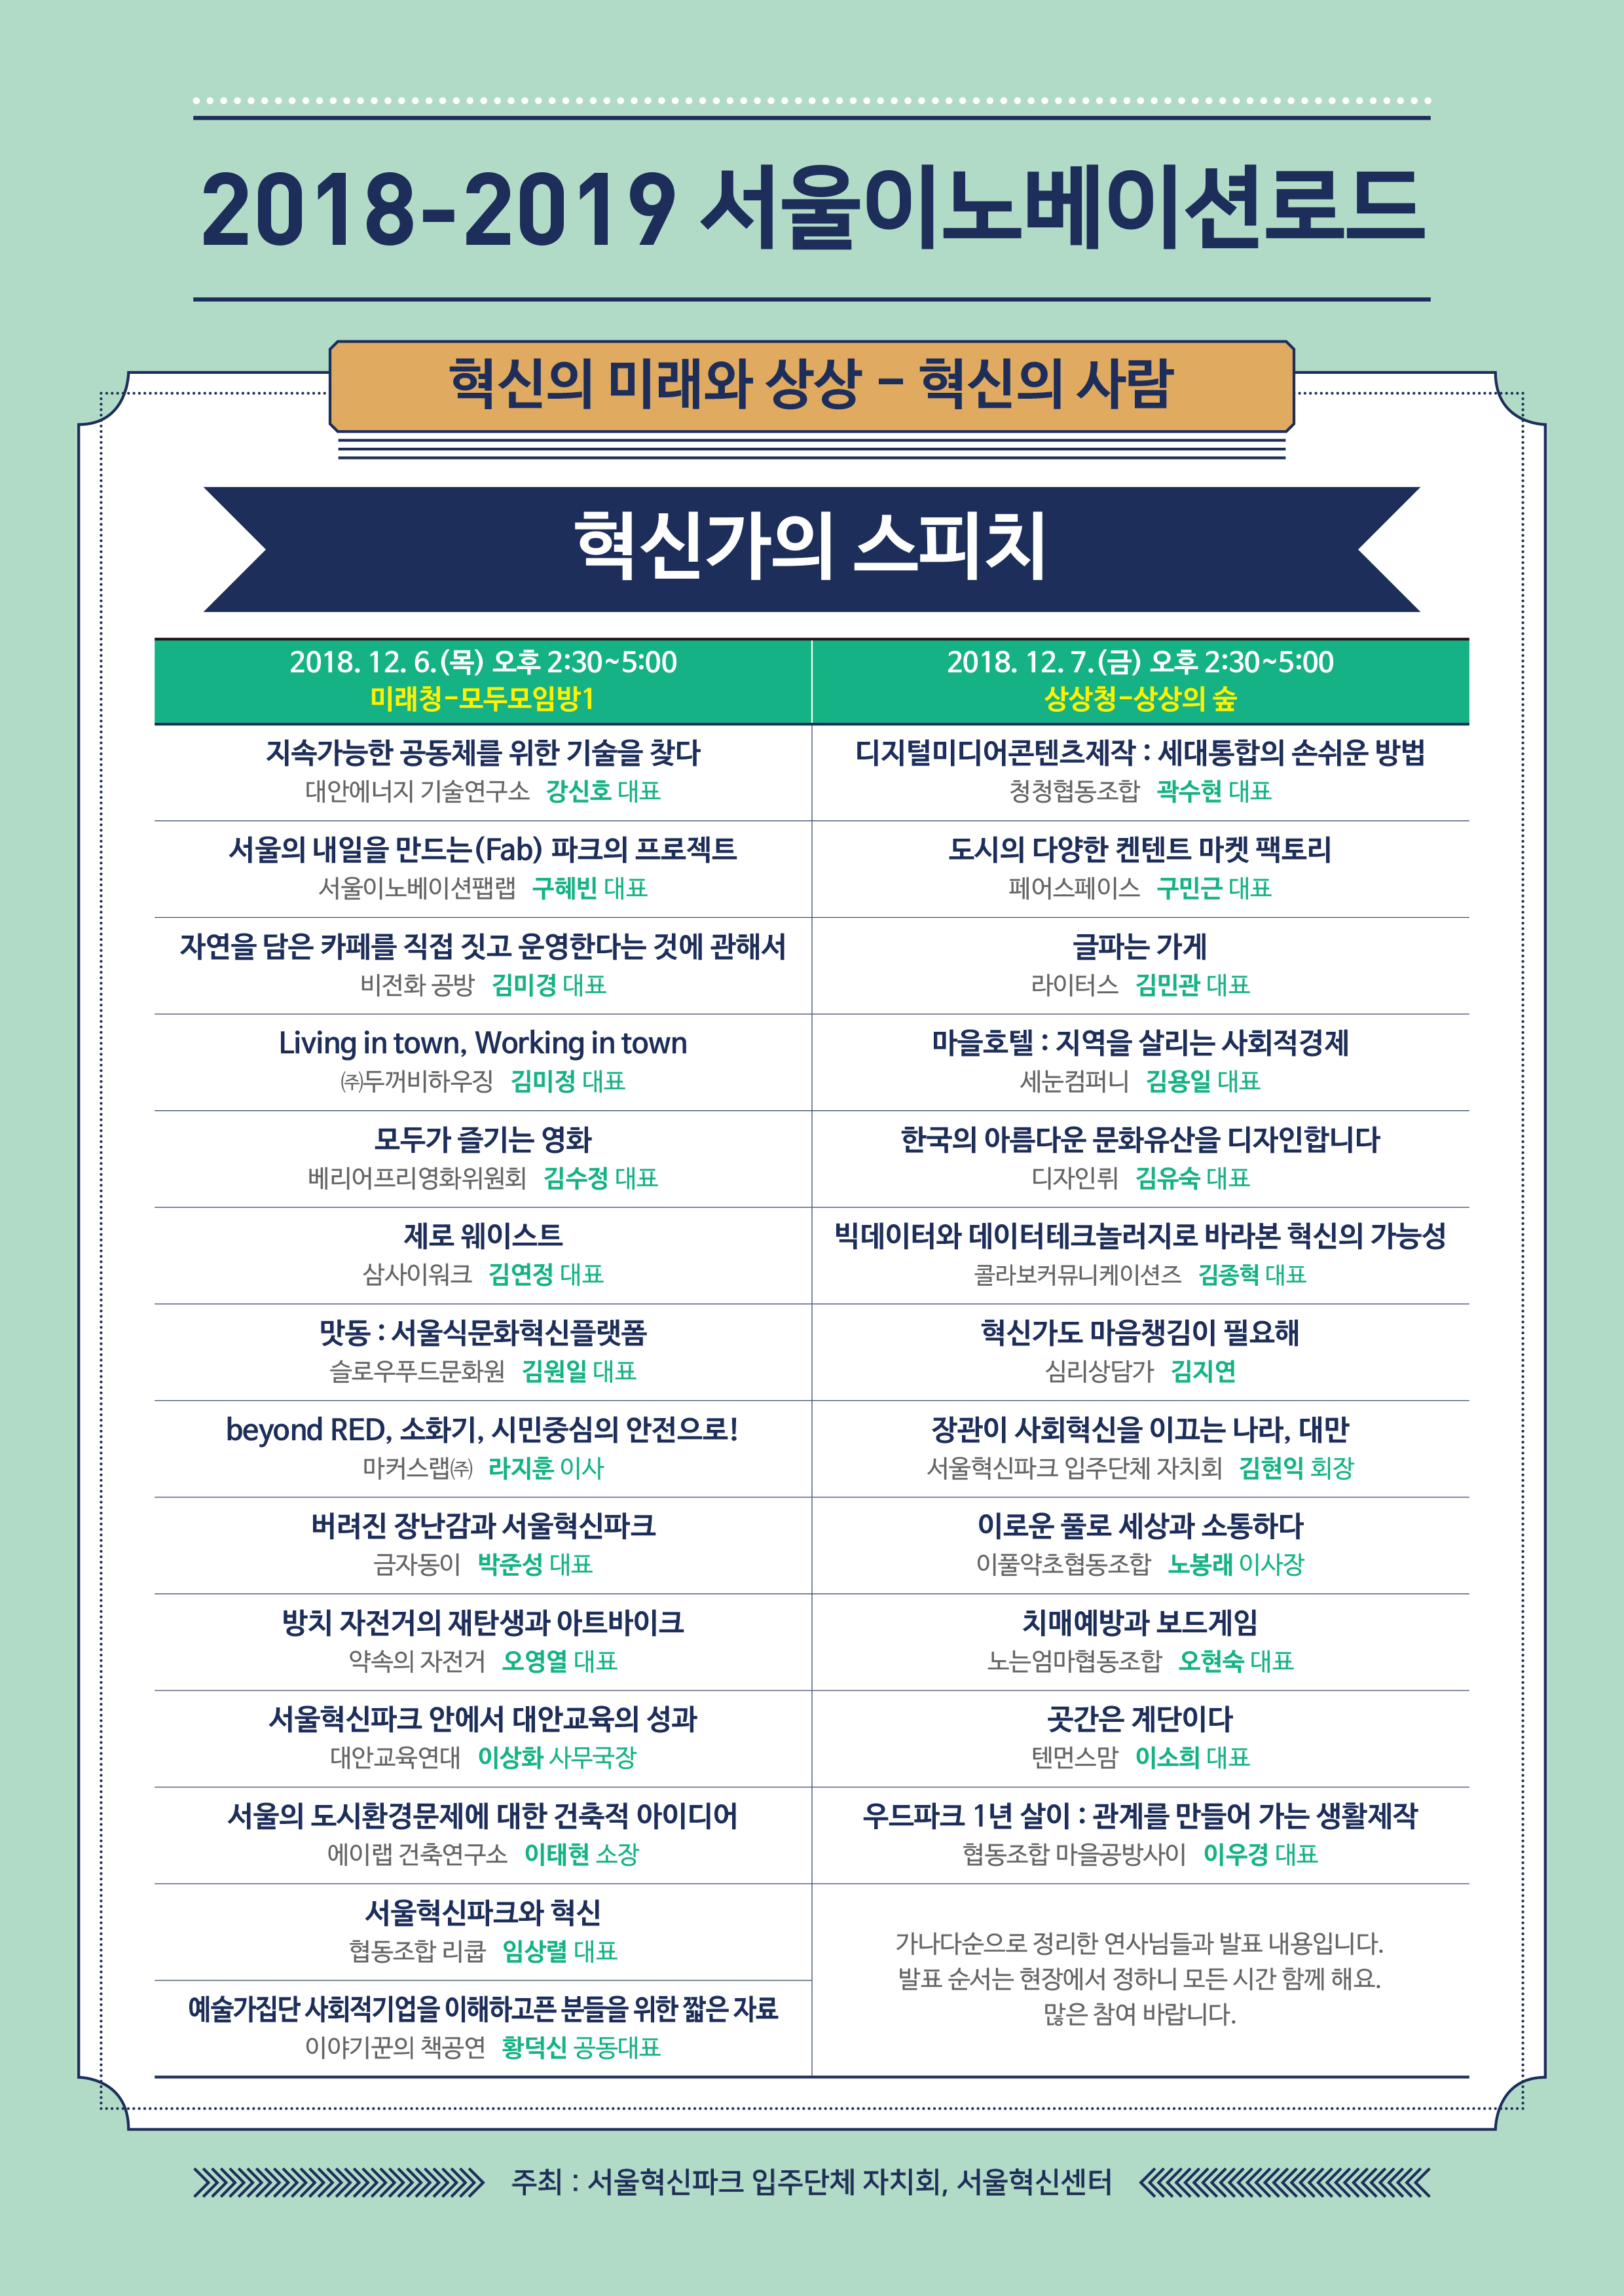 2018-2019 서울이노베이션로드
혁신의 미래와 상상 - 혁신의 사람
혁신가의 스피치
2018. 12. 6.(목) 오후 2:30~5:00
미래청-모두모임방1
지속가능한 공동체를 위한 기술을 찾다
대안에너지 기술연구소 강신호 대표
서울의 내일을 만드는(Fab) 파크의 프로젝트
서울이노베이션팹랩 구혜빈 대표
자연을 담은 카페를 직접 짓고 운영한다는 것에 관해서
비전화 공방 김미경 대표
Living in town, Working in town
㈜두꺼비하우징 김미정 대표
모두가 즐기는 영화
베리어프리영화위원회 김수정 대표
제로 웨이스트
삼사이워크 김연정 대표
맛동 : 서울식문화혁신플랫폼
슬로우푸드문화원 김원일 대표
beyond RED, 소화기, 시민중심의 안전으로!
마커스랩㈜ 라지훈 이사
버려진 장난감과 서울혁신파크
금자동이 박준성 대표
방치 자전거의 재탄생과 아트바이크
약속의 자전거 오영열 대표
서울혁신파크 안에서 대안교육의 성과
대안교육연대 이상화 사무국장
서울의 도시환경문제에 대한 건축적 아이디어
에이랩 건축연구소 이태현 소장
서울혁신파크와 혁신
협동조합 리쿱 임상렬 대표
예술가집단 사회적기업을 이해하고픈 분들을 위한 짧은 자료
이야기꾼의 책공연 황덕신 공동대표
2018. 12. 7.(금) 오후 2:30~5:00
상상청-상상의 숲
디지털미디어콘텐츠제작 : 세대통합의 손쉬운 방법
청청협동조합 곽수현 대표
도시의 다양한 켄텐트 마켓 팩토리
페어스페이스 구민근 대표
글파는 가게
라이터스 김민관 대표
마을호텔 : 지역을 살리는 사회적경제
세눈컴퍼니 김용일 대표
한국의 아름다운 문화유산을 디자인합니다
디자인뤼 김유숙 대표
빅데이터와 데이터테크놀러지로 바라본 혁신의 가능성
콜라보커뮤니케이션즈 김종혁 대표
혁신가도 마음챙김이 필요해
심리상담가 김지연
장관이 사회혁신을 이끄는 나라, 대만
서울혁신파크 입주단체 자치회 김현익 회장
이로운 풀로 세상과 소통하다
이풀약초협동조합 노봉래 이사장
치매예방과 보드게임
노는엄마협동조합 오현숙 대표
곳간은 계단이다
텐먼스맘 이소희 대표
우드파크 1년 살이 : 관계를 만들어 가는 생활제작
협동조합 마을공방사이 이우경 대표
가나다순으로 정리한 연사님들과 발표 내용입니다.
발표 순서는 현장에서 정하니 모든 시간 함께 해요.
많은 참여 바랍니다.
주최 : 서울혁신파크 입주단체 자치회, 서울혁신센터